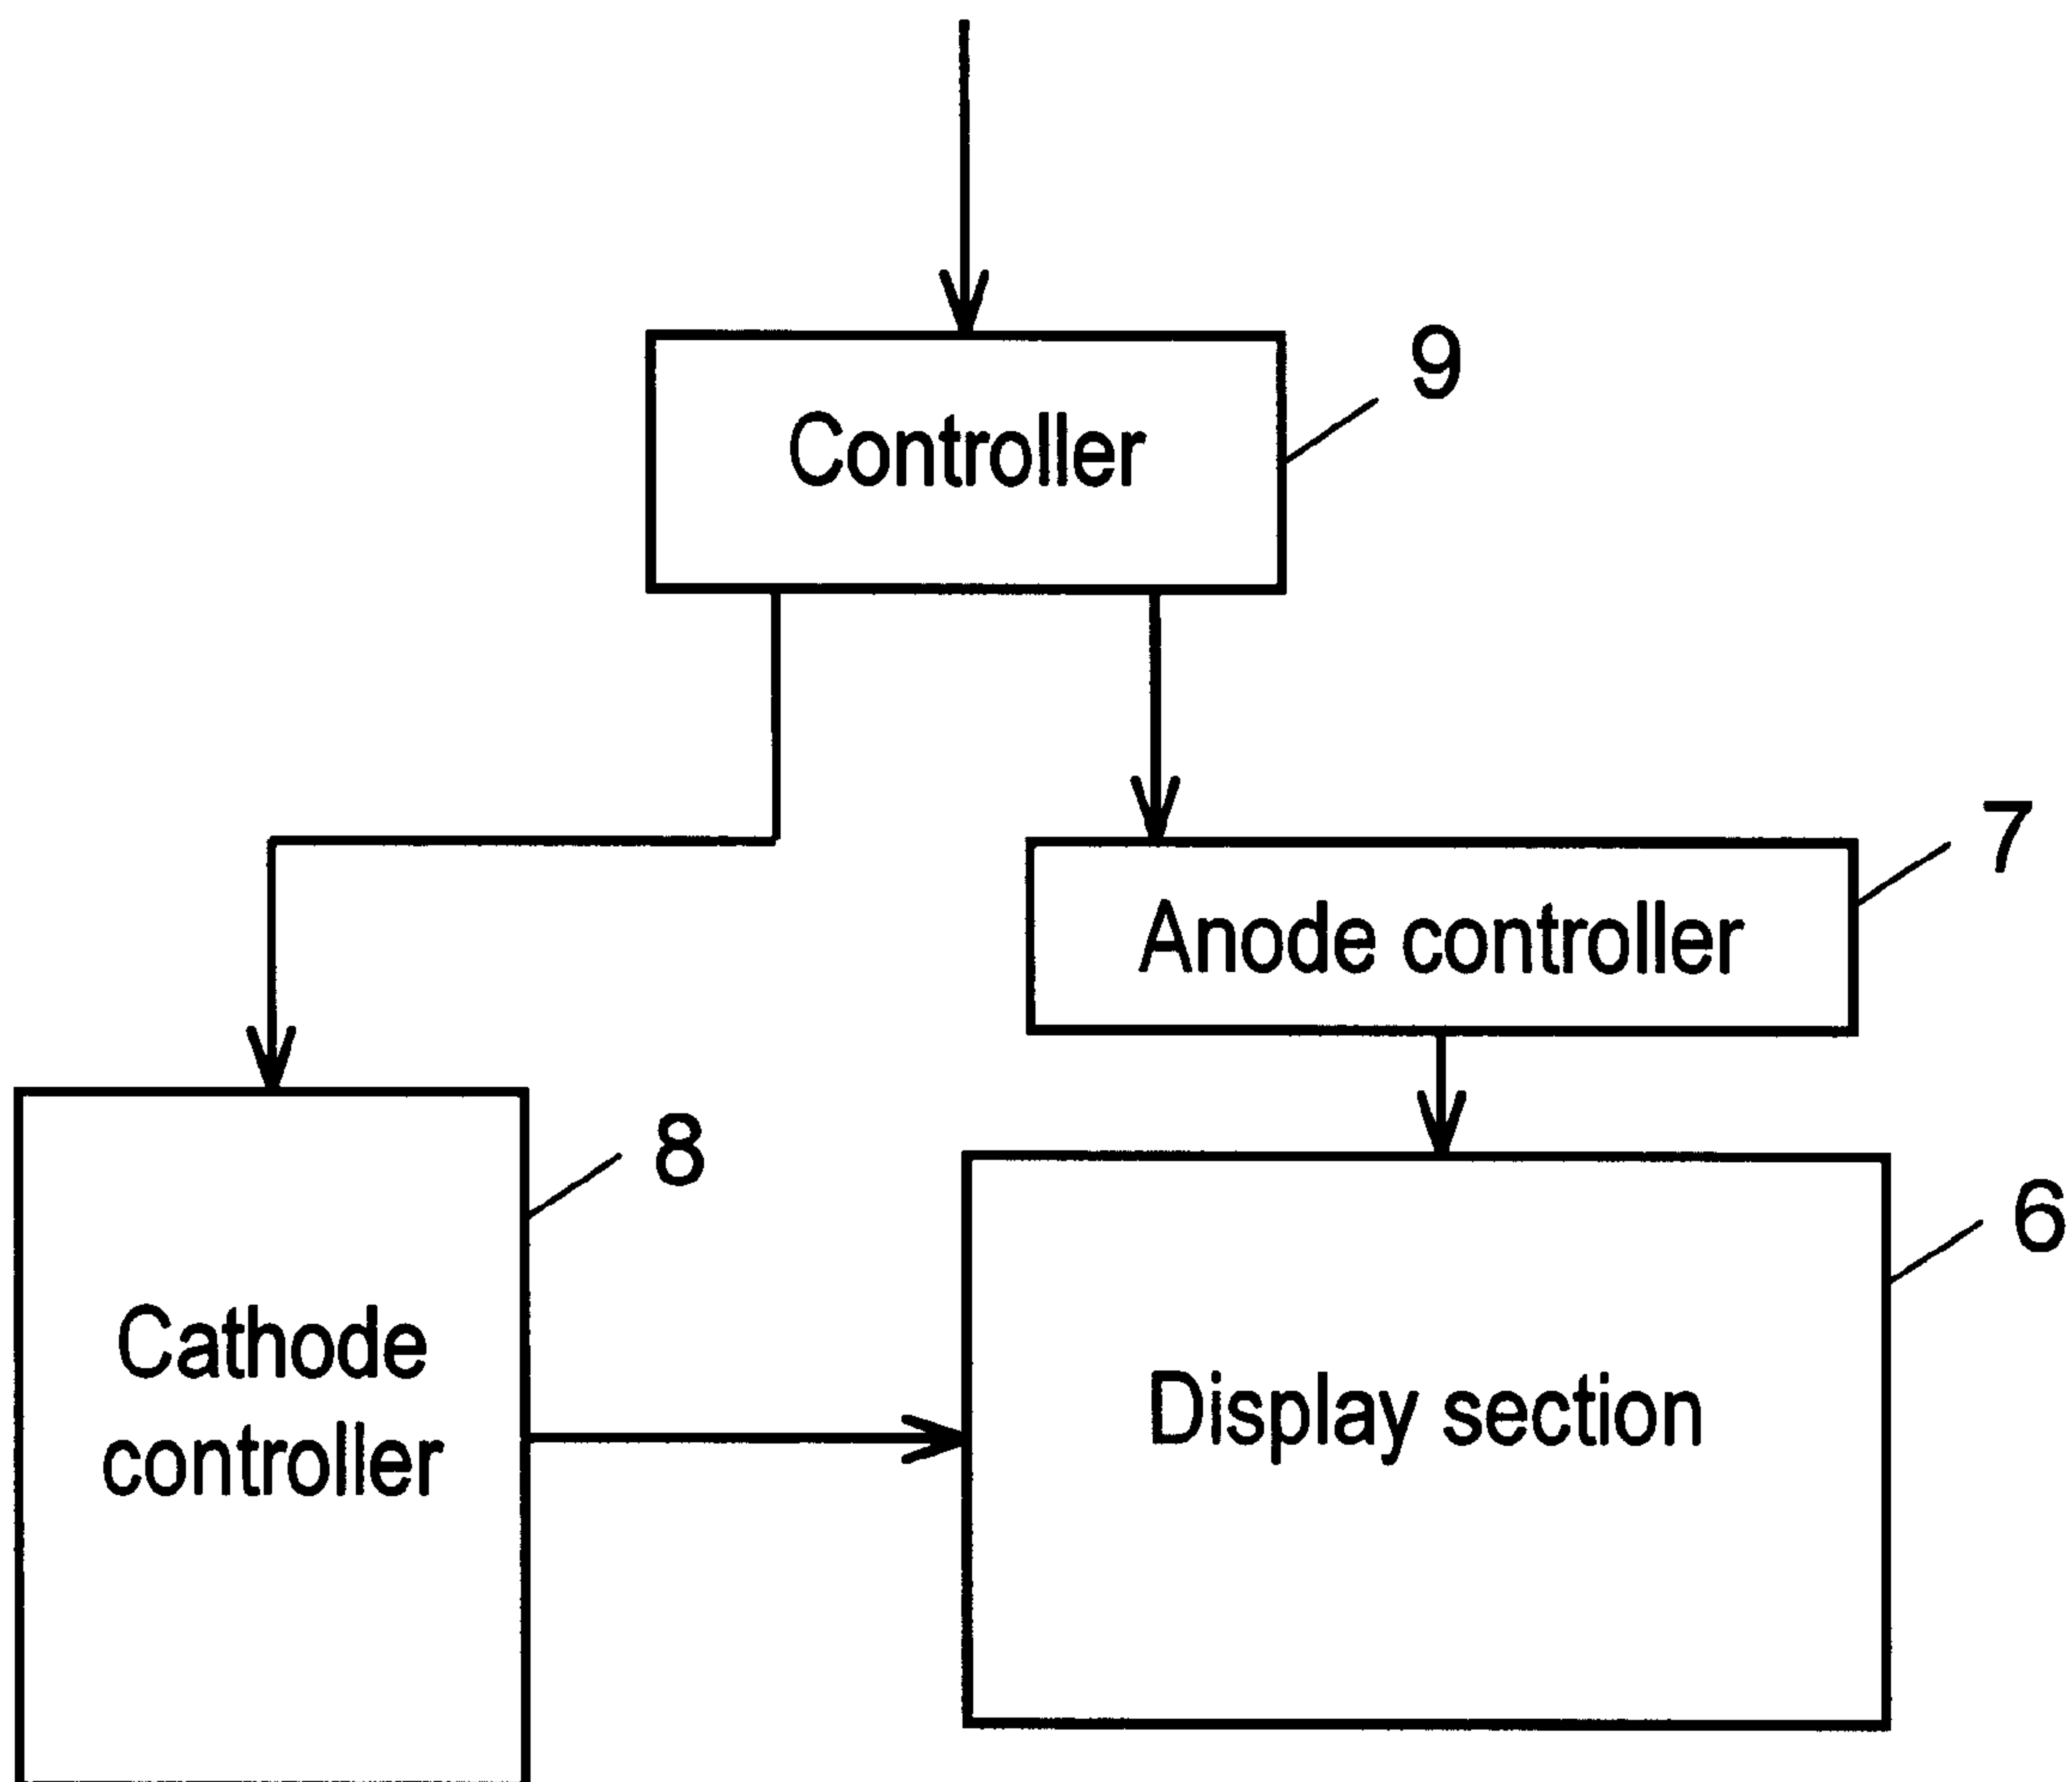 9
Controller
7
Anode controller
8
6
Cathode
controller
Display section